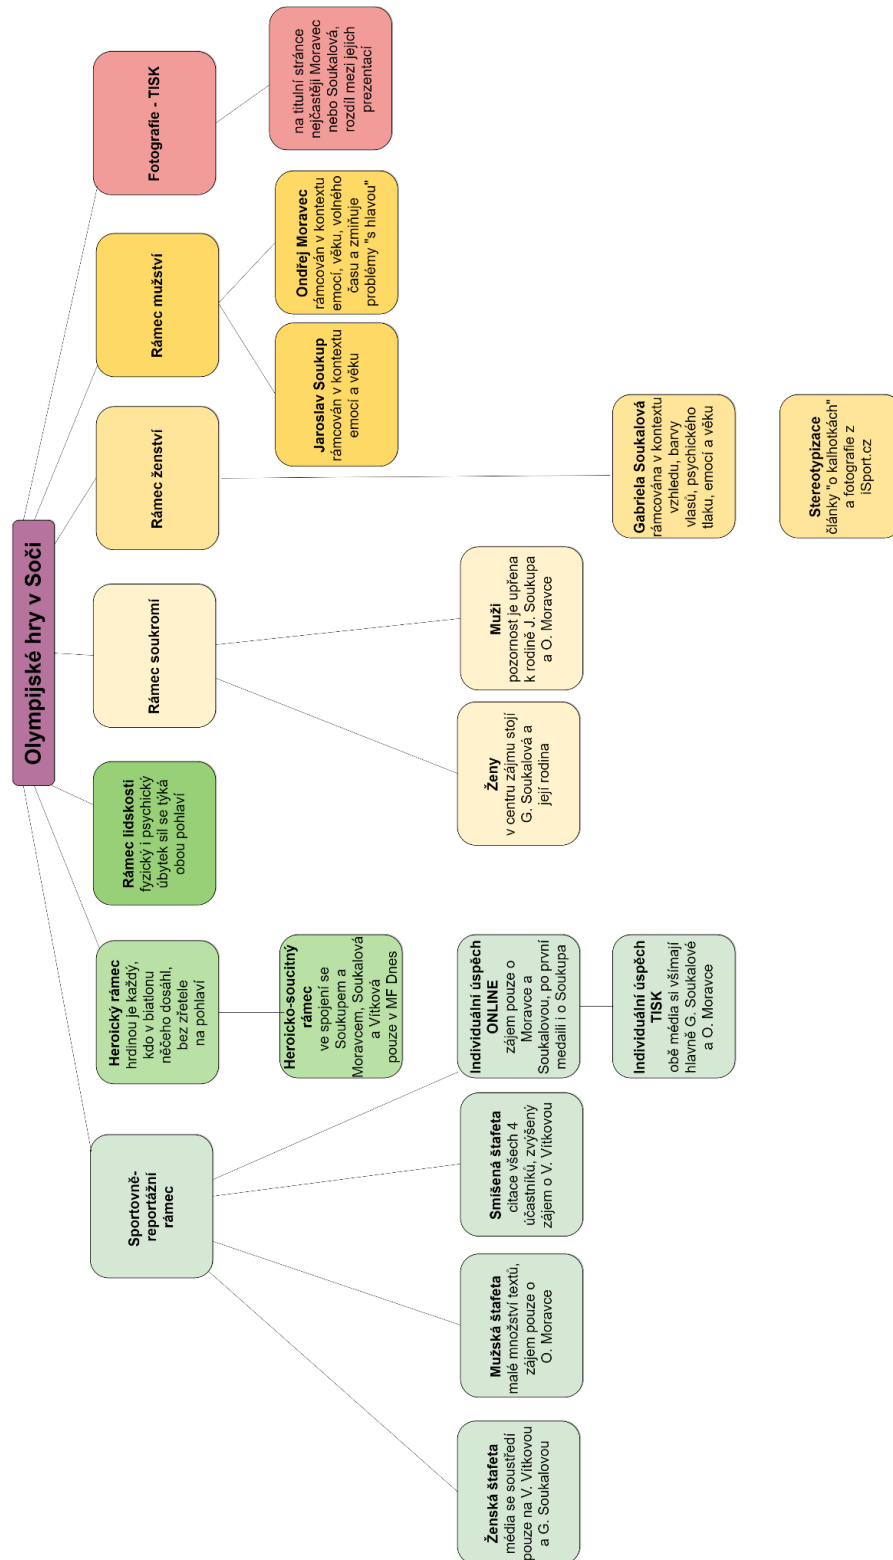 Olympijské hry v Soči
Sportovně-
reportážní
rámec
Heroický rámec
hrdinou je každý,
kdo v biatlonu
něčeho dosáhl,
bez zřetele
na pohlaví
Rámec lidskosti
fyzický i psychický
úbytek sil se týká
obou pohlaví
Rámec soukromí
Rámec ženství
Rámec mužství
Fotografie - TISK
Heroicko-soucitný
rámec
ve spojení se
Soukupem a
Moravcem, Soukalová
a Vítková
pouze v MF Dnes
Jaroslav Soukup
rámcován v kontextu
emocí a věku
Ondřej Moravec
rámcován v kontextu
emocí, věku, volného
času a zmiňuje
problémy "s hlavou"
na titulní stránce
nejčastěji Moravec
nebo Soukalová,
rozdíl mezi jejich
prezentací
Ženská štafeta
média se soustředí
pouze na V. Vítkovou
a G. Soukalovou
Mužská štafeta
malé množství textů,
zájem pouze o
O. Moravce
Smíšená štafeta
citace všech 4
účastníků, zvýšený
zájem o V. Vítkovou
Individuální úspěch
ONLINE
zájem pouze o
Moravce a
Soukalovou, po první
medaili i o Soukupa
Ženy
v centru zájmu stojí
G. Soukalová a
její rodina
Muži
pozornost je upřena
k rodině J. Soukupa
a O. Moravce
Individuální úspěch
TISK
obě média si všímají
hlavně G. Soukalové
a O. Moravce
Gabriela Soukalová
rámcována v kontextu
vzhledu, barvy
vlasů, psychického
tlaku, emocí a věku
Stereotypizace
články "o kalhotkách"
a fotografie z
iSport.cz